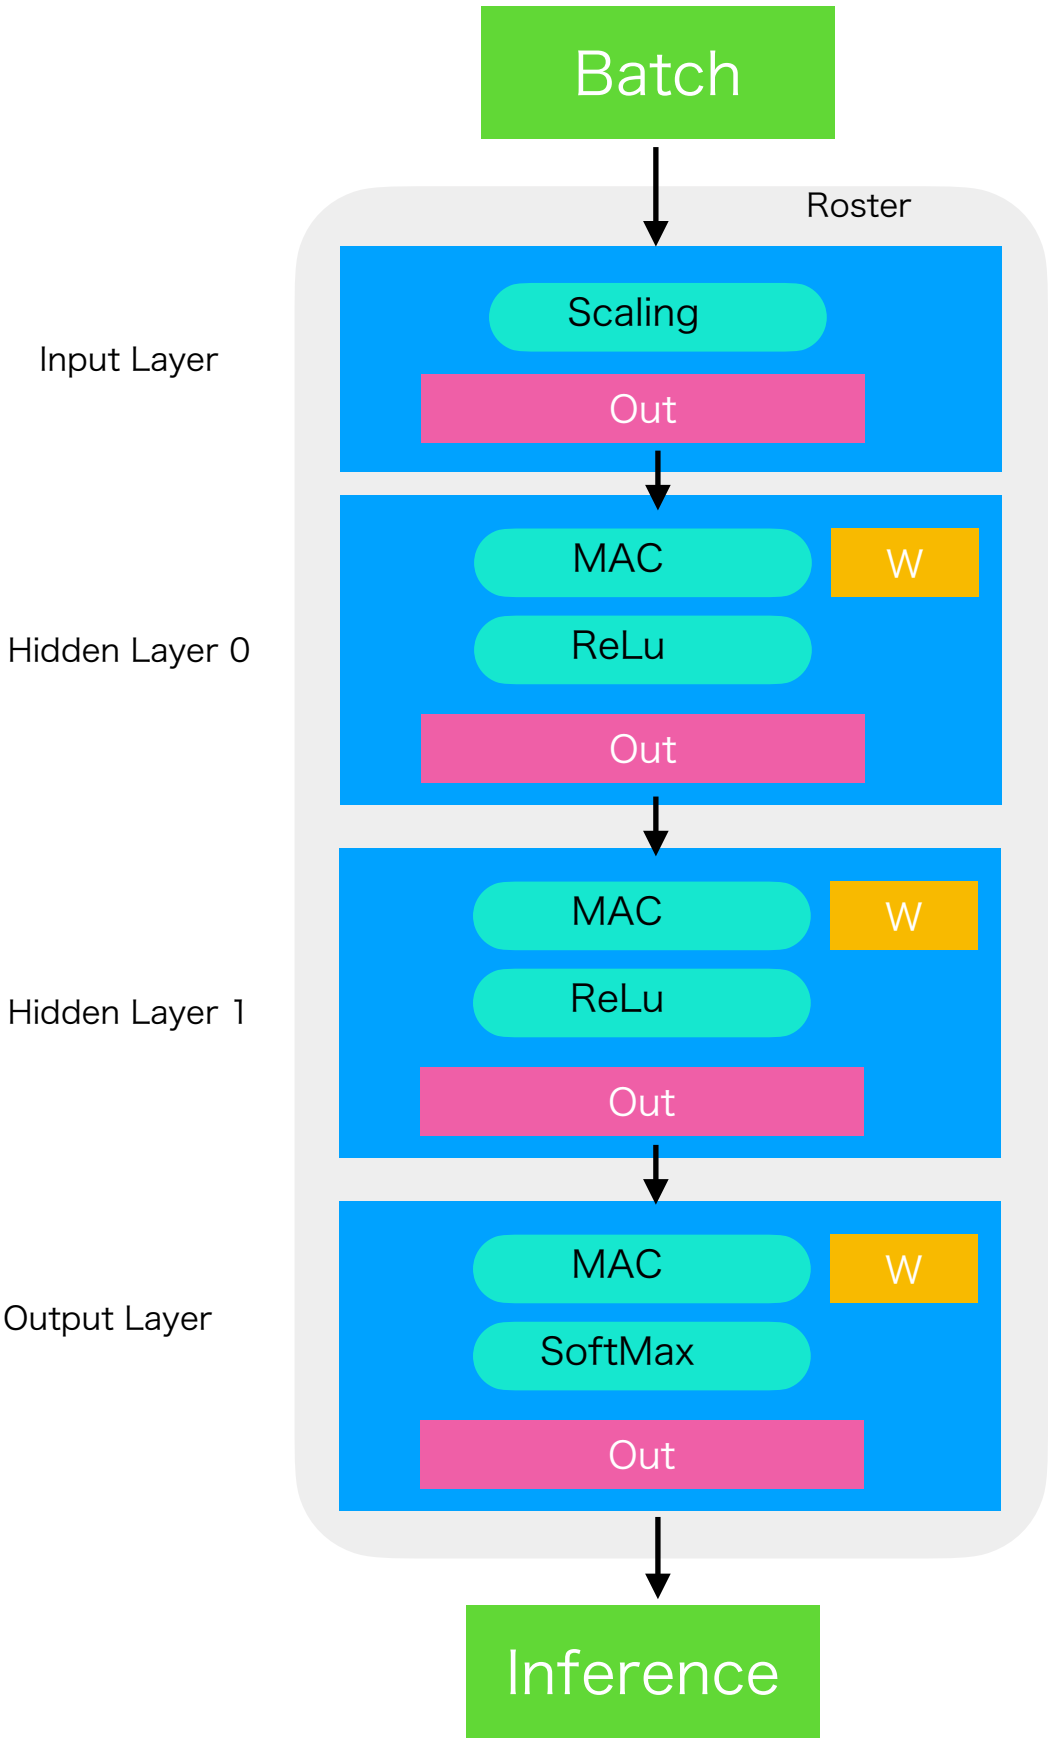 Batch
Roster
Input Layer
Scaling
Out
Hidden Layer 0
MAC
W
ReLu
Out
Hidden Layer 1
MAC
W
ReLu
Out
Output Layer
MAC
W
SoftMax
Out
Inference